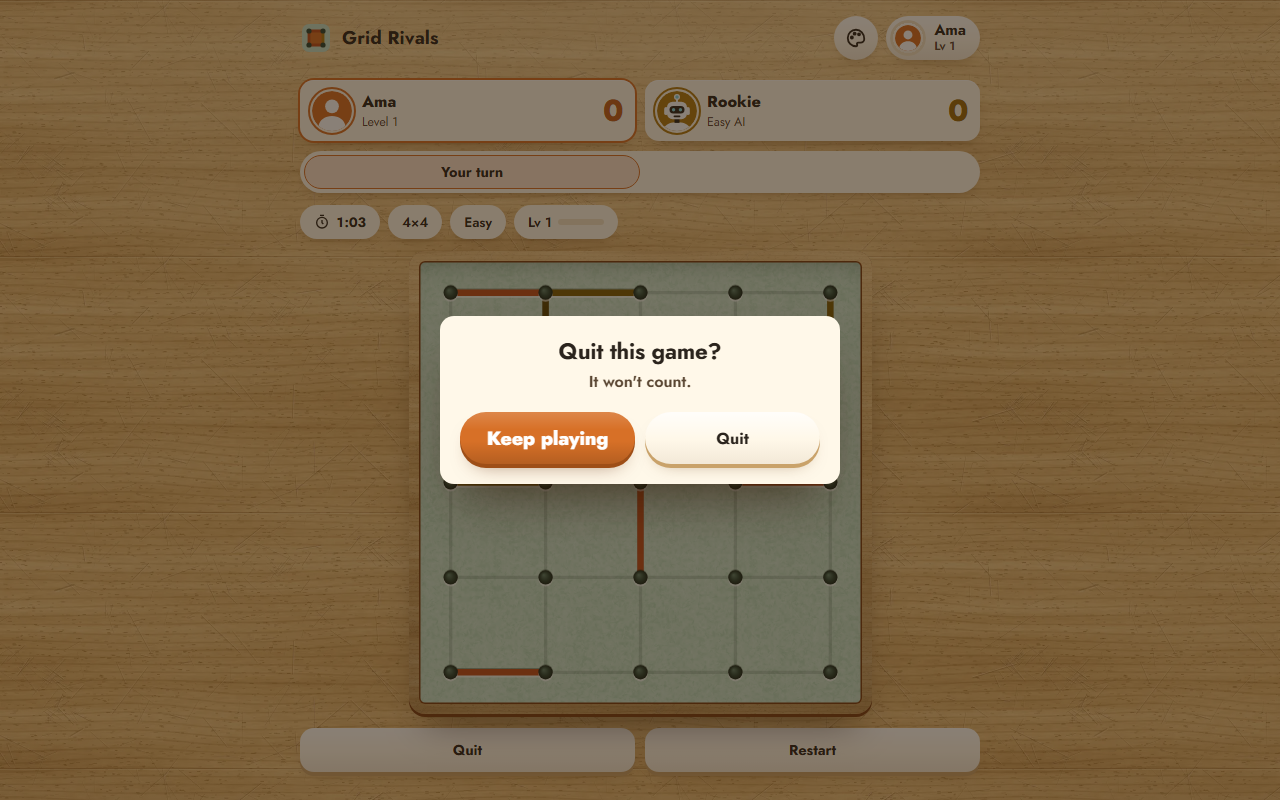 Grid Rivals
Ama
Lv 1
Ama
Level 1
0
Rookie
Easy AI
0
Your turn
1:03
4×4
Easy
Lv 1
Quit this game?
It won't count.
Keep playing
Quit
Quit
Restart